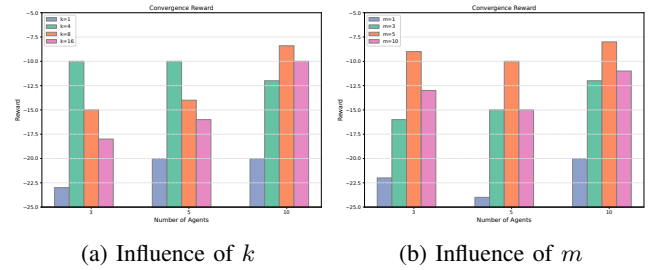 Convergence Reward
k=1
k=4
k=8
k=16
−5.0
−7.5
−10.0
−12.5
−15.0
−17.5
−20.0
−22.5
−25.0
Reward
3 5 10
Number of Agents
(a) Influence of k
Convergence Reward
m=1
m=3
m=5
m=10
−5.0
−7.5
−10.0
−12.5
−15.0
−17.5
−20.0
−22.5
−25.0
Reward
3 5 10
Number of Agents
(b) Influence of m